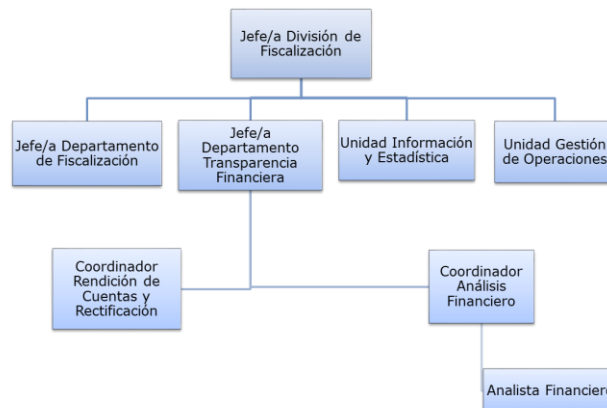 Jefe/a División de
Fiscalización
Jefe/a Departamento
de Fiscalización
Jefe/a
Departamento
Transparencia
Financiera
Unidad Información
y Estadística
Unidad Gestión
de Operaciones
Coordinador
Rendición de
Cuentas y
Rectificación
Coordinador
Análisis
Financiero
Analista Financiero